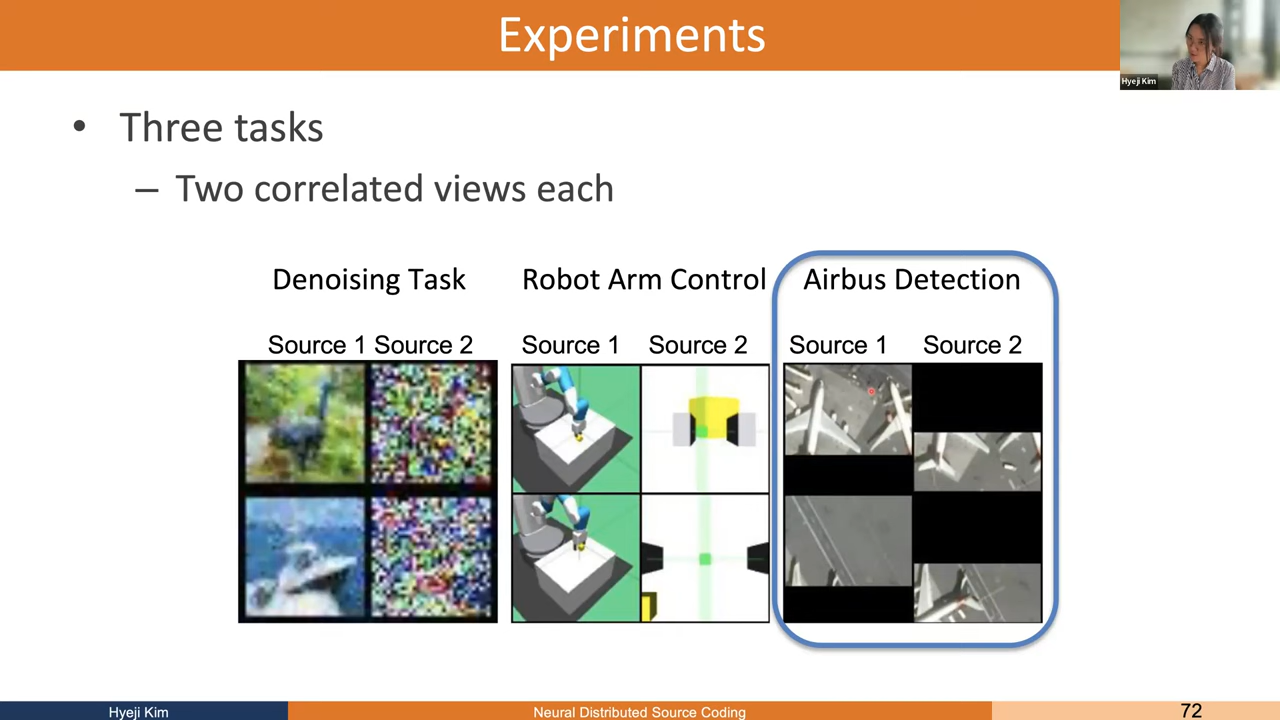 Experiments
Hyeji Kim
• Three tasks
– Two correlated views each
Denoising Task
Robot Arm Control
Airbus Detection
Source 1 Source 2
Source 1 Source 2
Source 1 Source 2
Hyeji Kim
Neural Distributed Source Coding
72